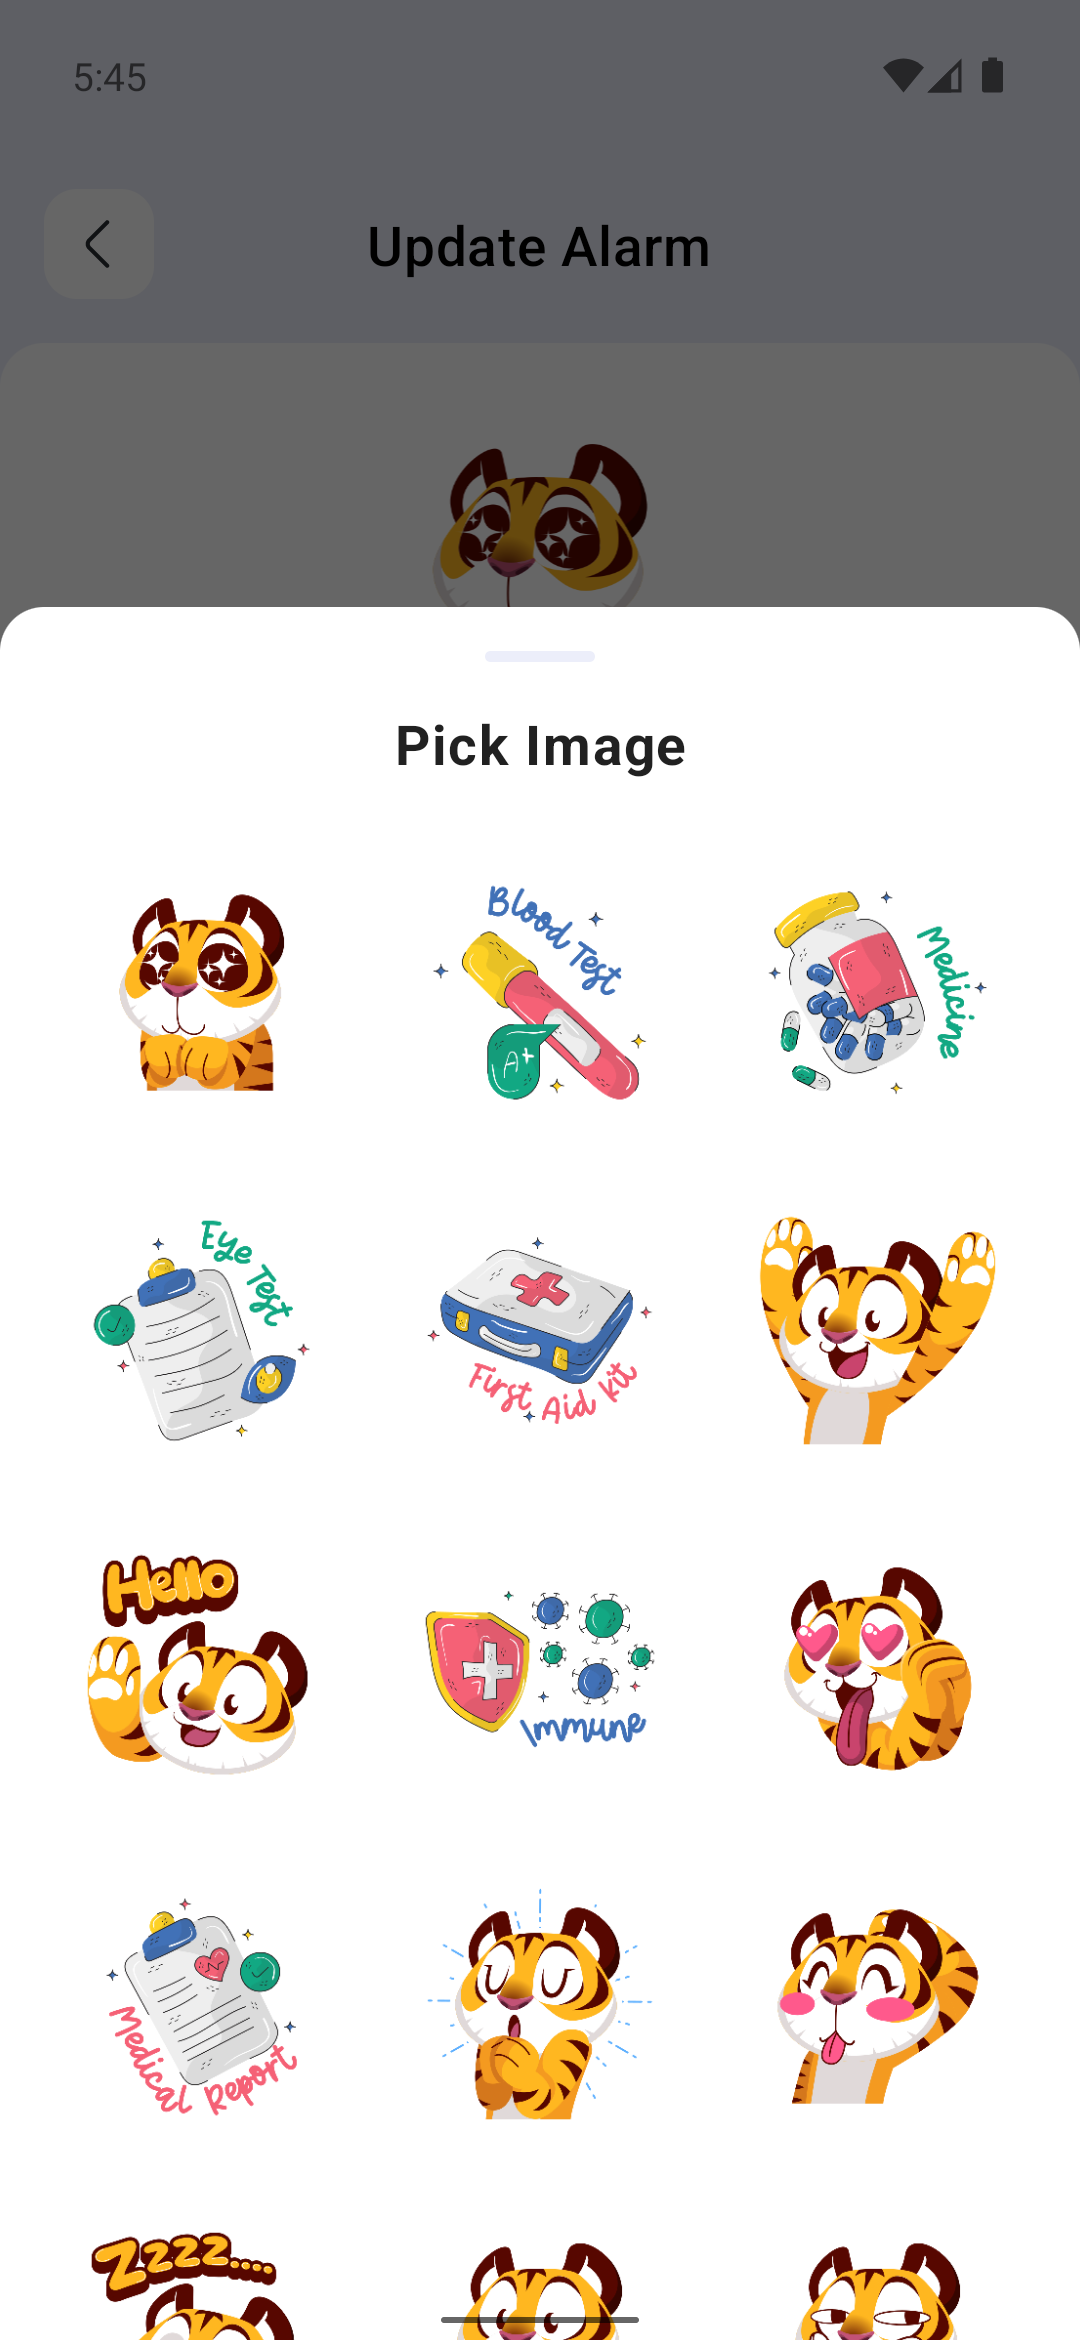 5:45
Update Alarm
Pick Image
Blood Test
A+
Medicine
Eye Test
First Aid Kit
Hello
Immune
Medical Report
Zzzz....